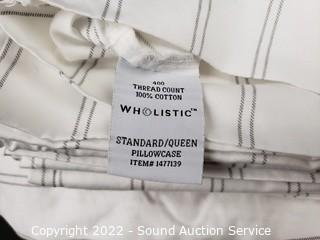 400
THREAD COUNT
100% COTTON
WHOLISTIC™
STANDARD/QUEEN
PILLOWCASE
ITEM# 1477139
Copyright 2022 - Sound Auction Service